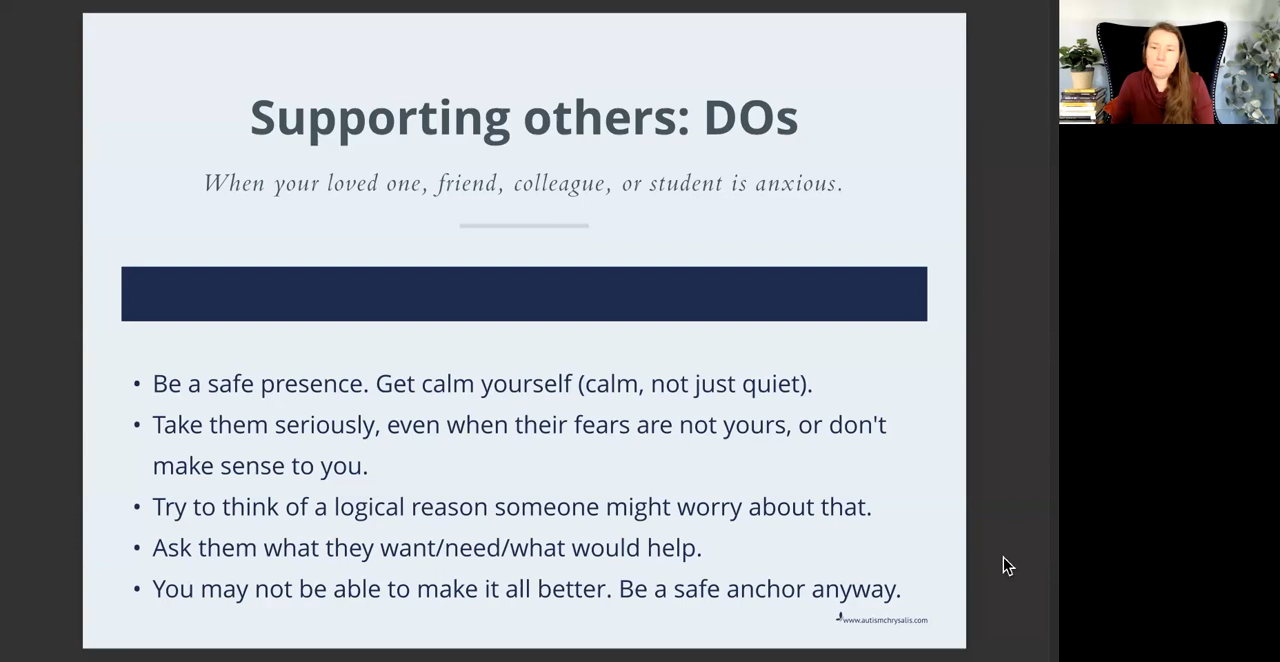 Supporting others: DOs
When your loved one, friend, colleague, or student is anxious.
• Be a safe presence. Get calm yourself (calm, not just quiet).
• Take them seriously, even when their fears are not yours, or don't
make sense to you.
• Try to think of a logical reason someone might worry about that.
• Ask them what they want/need/what would help.
• You may not be able to make it all better. Be a safe anchor anyway.
www.autismchrysalis.com